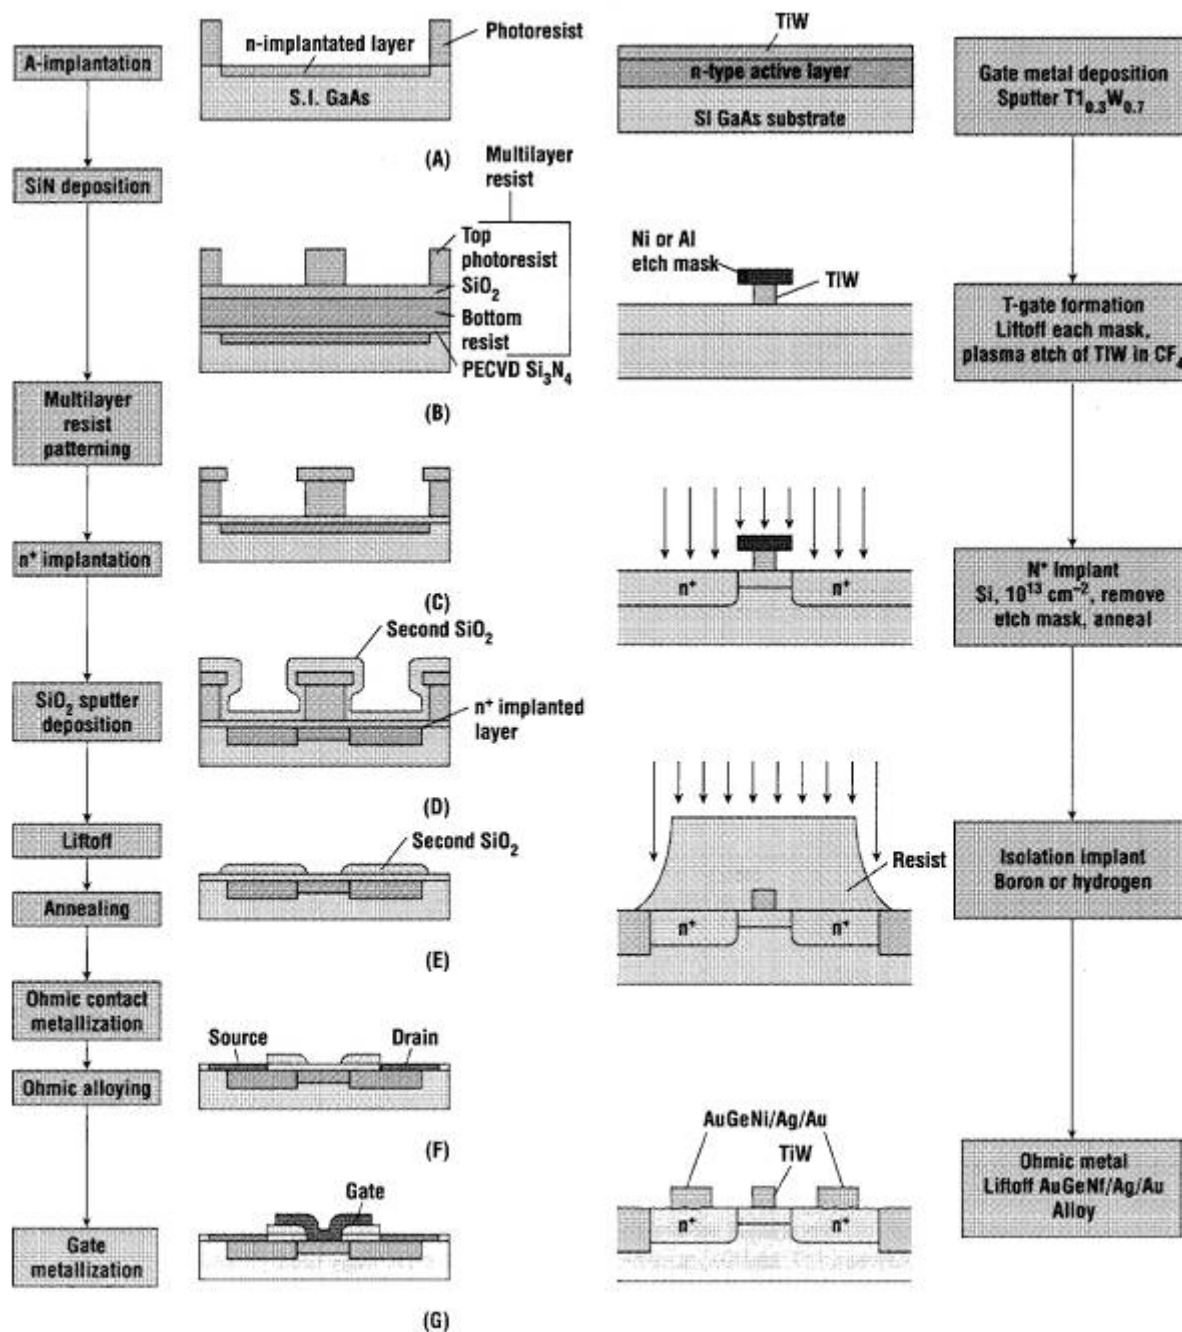 A-implantation
SiN deposition
Multilayer
resist
patterning
n⁺ implantation
SiO₂ sputter
deposition
Liftoff
Annealing
Ohmic contact
metallization
Ohmic alloying
Gate
metallization
n-implantated layer
Photoresist
S.I. GaAs
(A)
Multilayer
resist
Top
photoresist
SiO₂
Bottom
resist
PECVD Si₃N₄
(B)
(C)
Second SiO₂
n⁺ implanted
layer
(D)
Second SiO₂
(E)
Source
Drain
(F)
Gate
(G)
TiW
n-type active layer
SI GaAs substrate
Ni or Al
etch mask
TIW
n⁺
n⁺
Resist
n⁺
n⁺
AuGeNi/Ag/Au
TiW
n⁺
n⁺
Gate metal deposition
Sputter T1₀.₃W₀.₇
T-gate formation
Liftoff each mask,
plasma etch of TIW in CF₄
N⁺ Implant
Si, 10¹³ cm⁻², remove
etch mask, anneal
Isolation implant
Boron or hydrogen
Ohmic metal
Liftoff AuGeNf/Ag/Au
Alloy